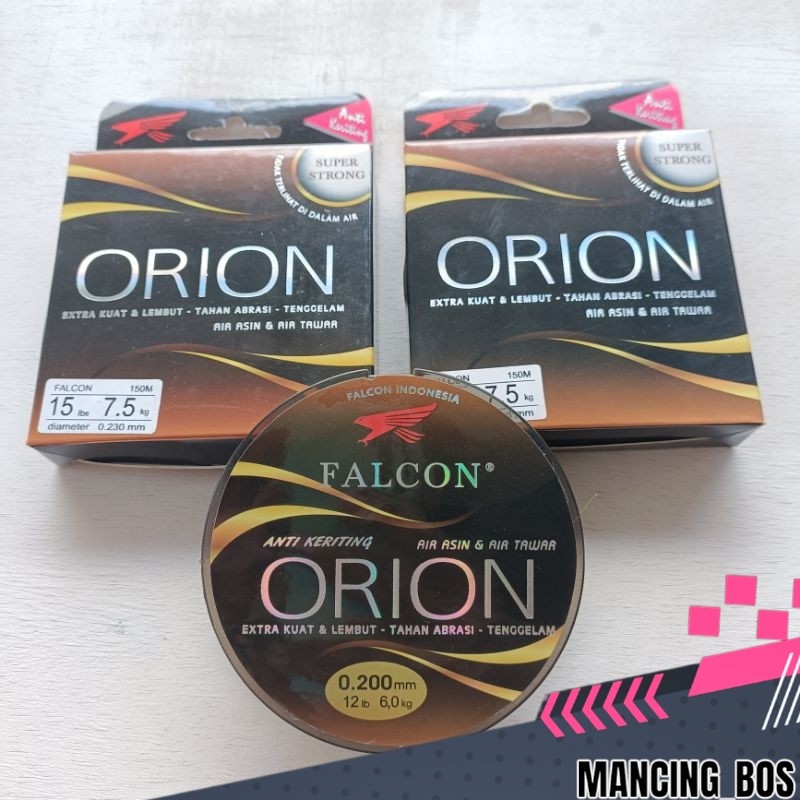 Anti
Keriting
SUPER
STRONG
TIDAK TERLIHAT DI DALAM AIR
ORION
EXTRA KUAT & LEMBUT - TAHAN ABRASI - TENGGELAM
AIR ASIN & AIR TAWAR
FALCON 150M
15 lbs 7.5 kg
diameter 0.230 mm
Anti
Keriting
SUPER
STRONG
TIDAK TERLIHAT DI DALAM AIR
ORION
EXTRA KUAT & LEMBUT - TAHAN ABRASI - TENGGELAM
AIR ASIN & AIR TAWAR
150M
7.5 kg
mm
FALCON INDONESIA
FALCON®
ANTI KERITING AIR ASIN & AIR TAWAR
ORION
EXTRA KUAT & LEMBUT - TAHAN ABRASI - TENGGELAM
0.200mm
12 lb 6,0 kg
MANCING_BOS